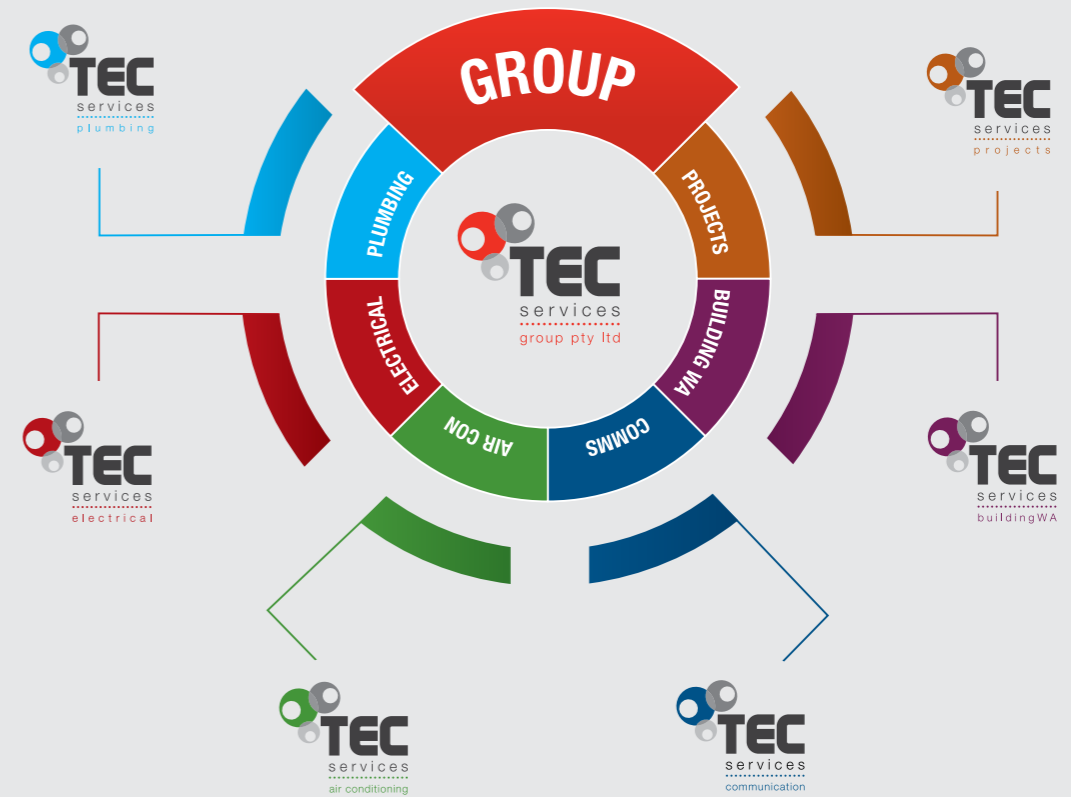 GROUP
TEC
services
plumbing
TEC
services
projects
PLUMBING
PROJECTS
TEC
services
group pty ltd
ELECTRICAL
BUILDING WA
AIR CON
COMMS
TEC
services
electrical
TEC
services
buildingWA
TEC
services
air conditioning
TEC
services
communication